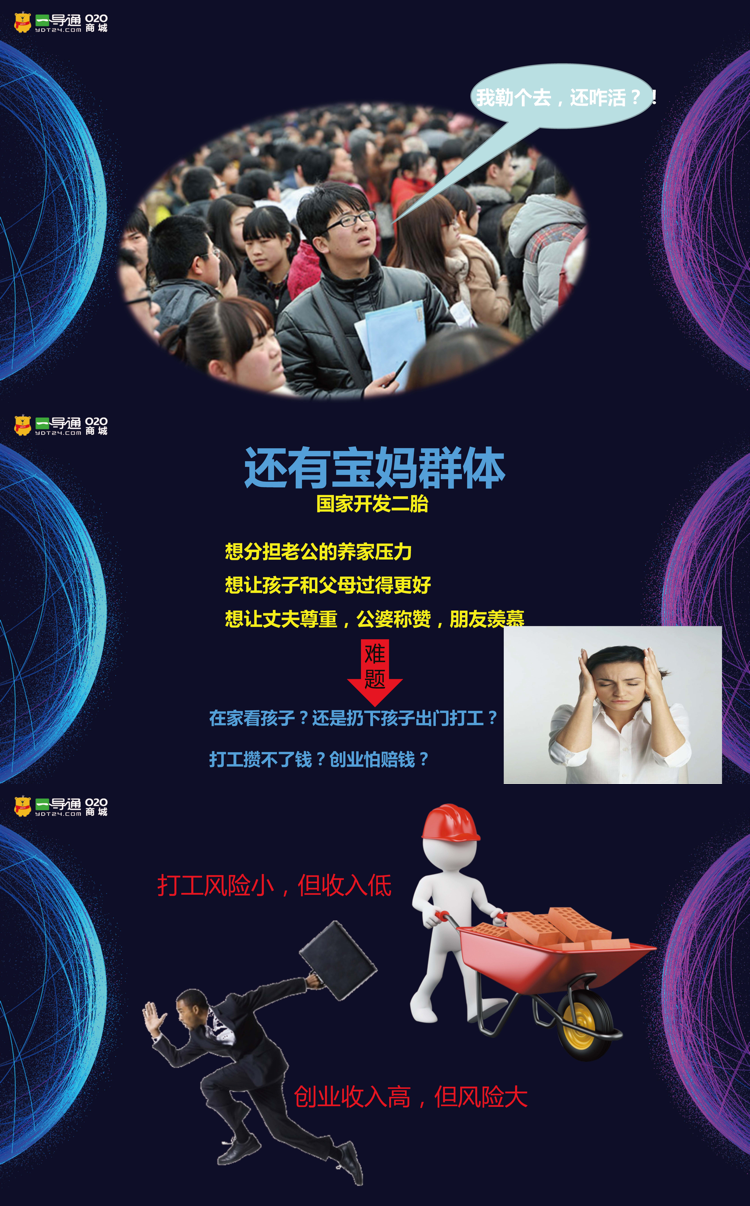 一导通 O2O
YDT24.COM 商城
我勒个去，还咋活？！
一导通 O2O
YDT24.COM 商城
还有宝妈群体
国家开发二胎
想分担老公的养家压力
想让孩子和父母过得更好
想让丈夫尊重，公婆称赞，朋友羡慕
难
题
在家看孩子？还是扔下孩子出门打工？
打工攒不了钱？创业怕赔钱？
一导通 O2O
YDT24.COM 商城
打工风险小，但收入低
创业收入高，但风险大